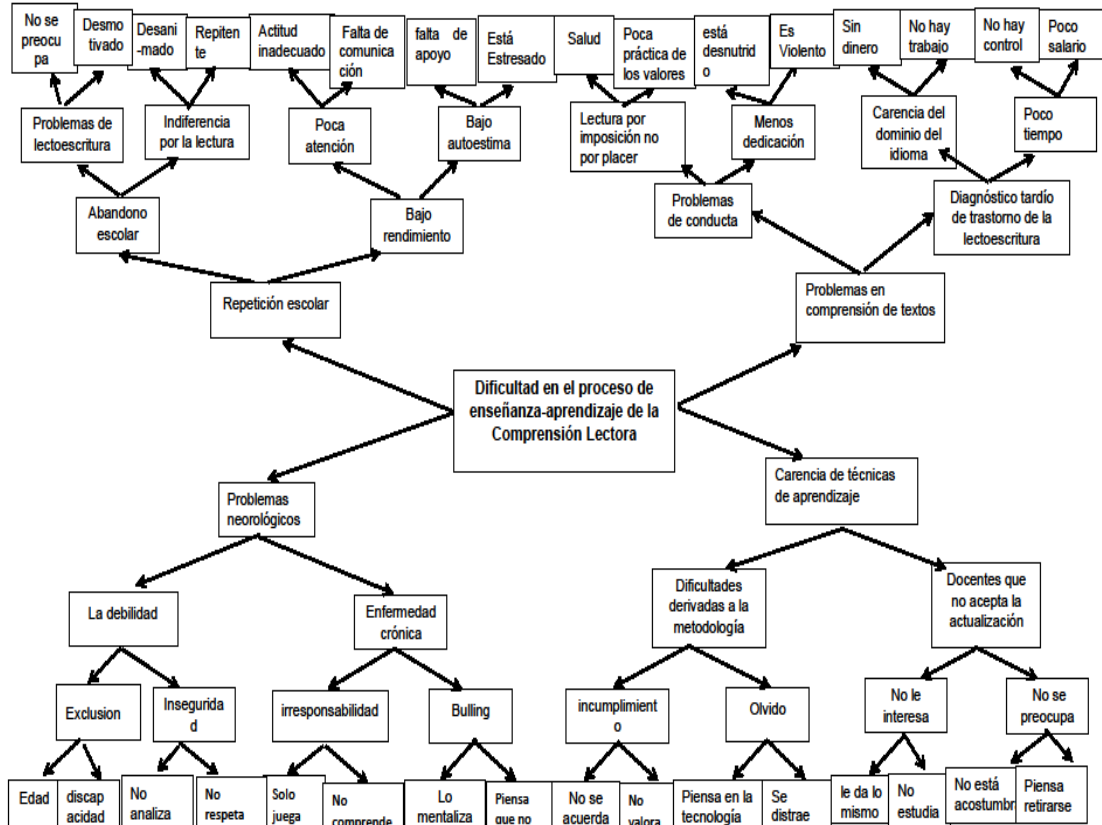 No se
preocu
pa
Desmo
tivado
Desani
-mado
Repiten
te
Actitud
inadecuado
Falta de
comunica
ción
falta de
apoyo
Está
Estresado
Salud
Poca
práctica de
los valores
está
desnutrid
o
Es
Violento
Sin
dinero
No hay
trabajo
No hay
control
Poco
salario
Problemas de
lectoescritura
Indiferencia
por la lectura
Poca
atención
Bajo
autoestima
Lectura por
imposición no
por placer
Menos
dedicación
Carencia del
dominio del
idioma
Poco
tiempo
Abandono
escolar
Bajo
rendimiento
Problemas
de conducta
Diagnóstico tardío
de trastorno de la
lectoescritura
Repetición escolar
Problemas en
comprensión de textos
Dificultad en el proceso de
enseñanza-aprendizaje de la
Comprensión Lectora
Problemas
neorológicos
Carencia de técnicas
de aprendizaje
La debilidad
Enfermedad
crónica
Dificultades
derivadas a la
metodología
Docentes que
no acepta la
actualización
Exclusion
Insegurida
d
irresponsabilidad
Bulling
incumplimient
o
Olvido
No le
interesa
No se
preocupa
Edad
discap
acidad
No
analiza
No
respeta
Solo
juega
No
comprende
Lo
mentaliza
Piensa
que no
No se
acuerda
No
valora
Piensa en la
tecnología
Se
distrae
le da lo
mismo
No
estudia
No está
acostumbr
Piensa
retirarse